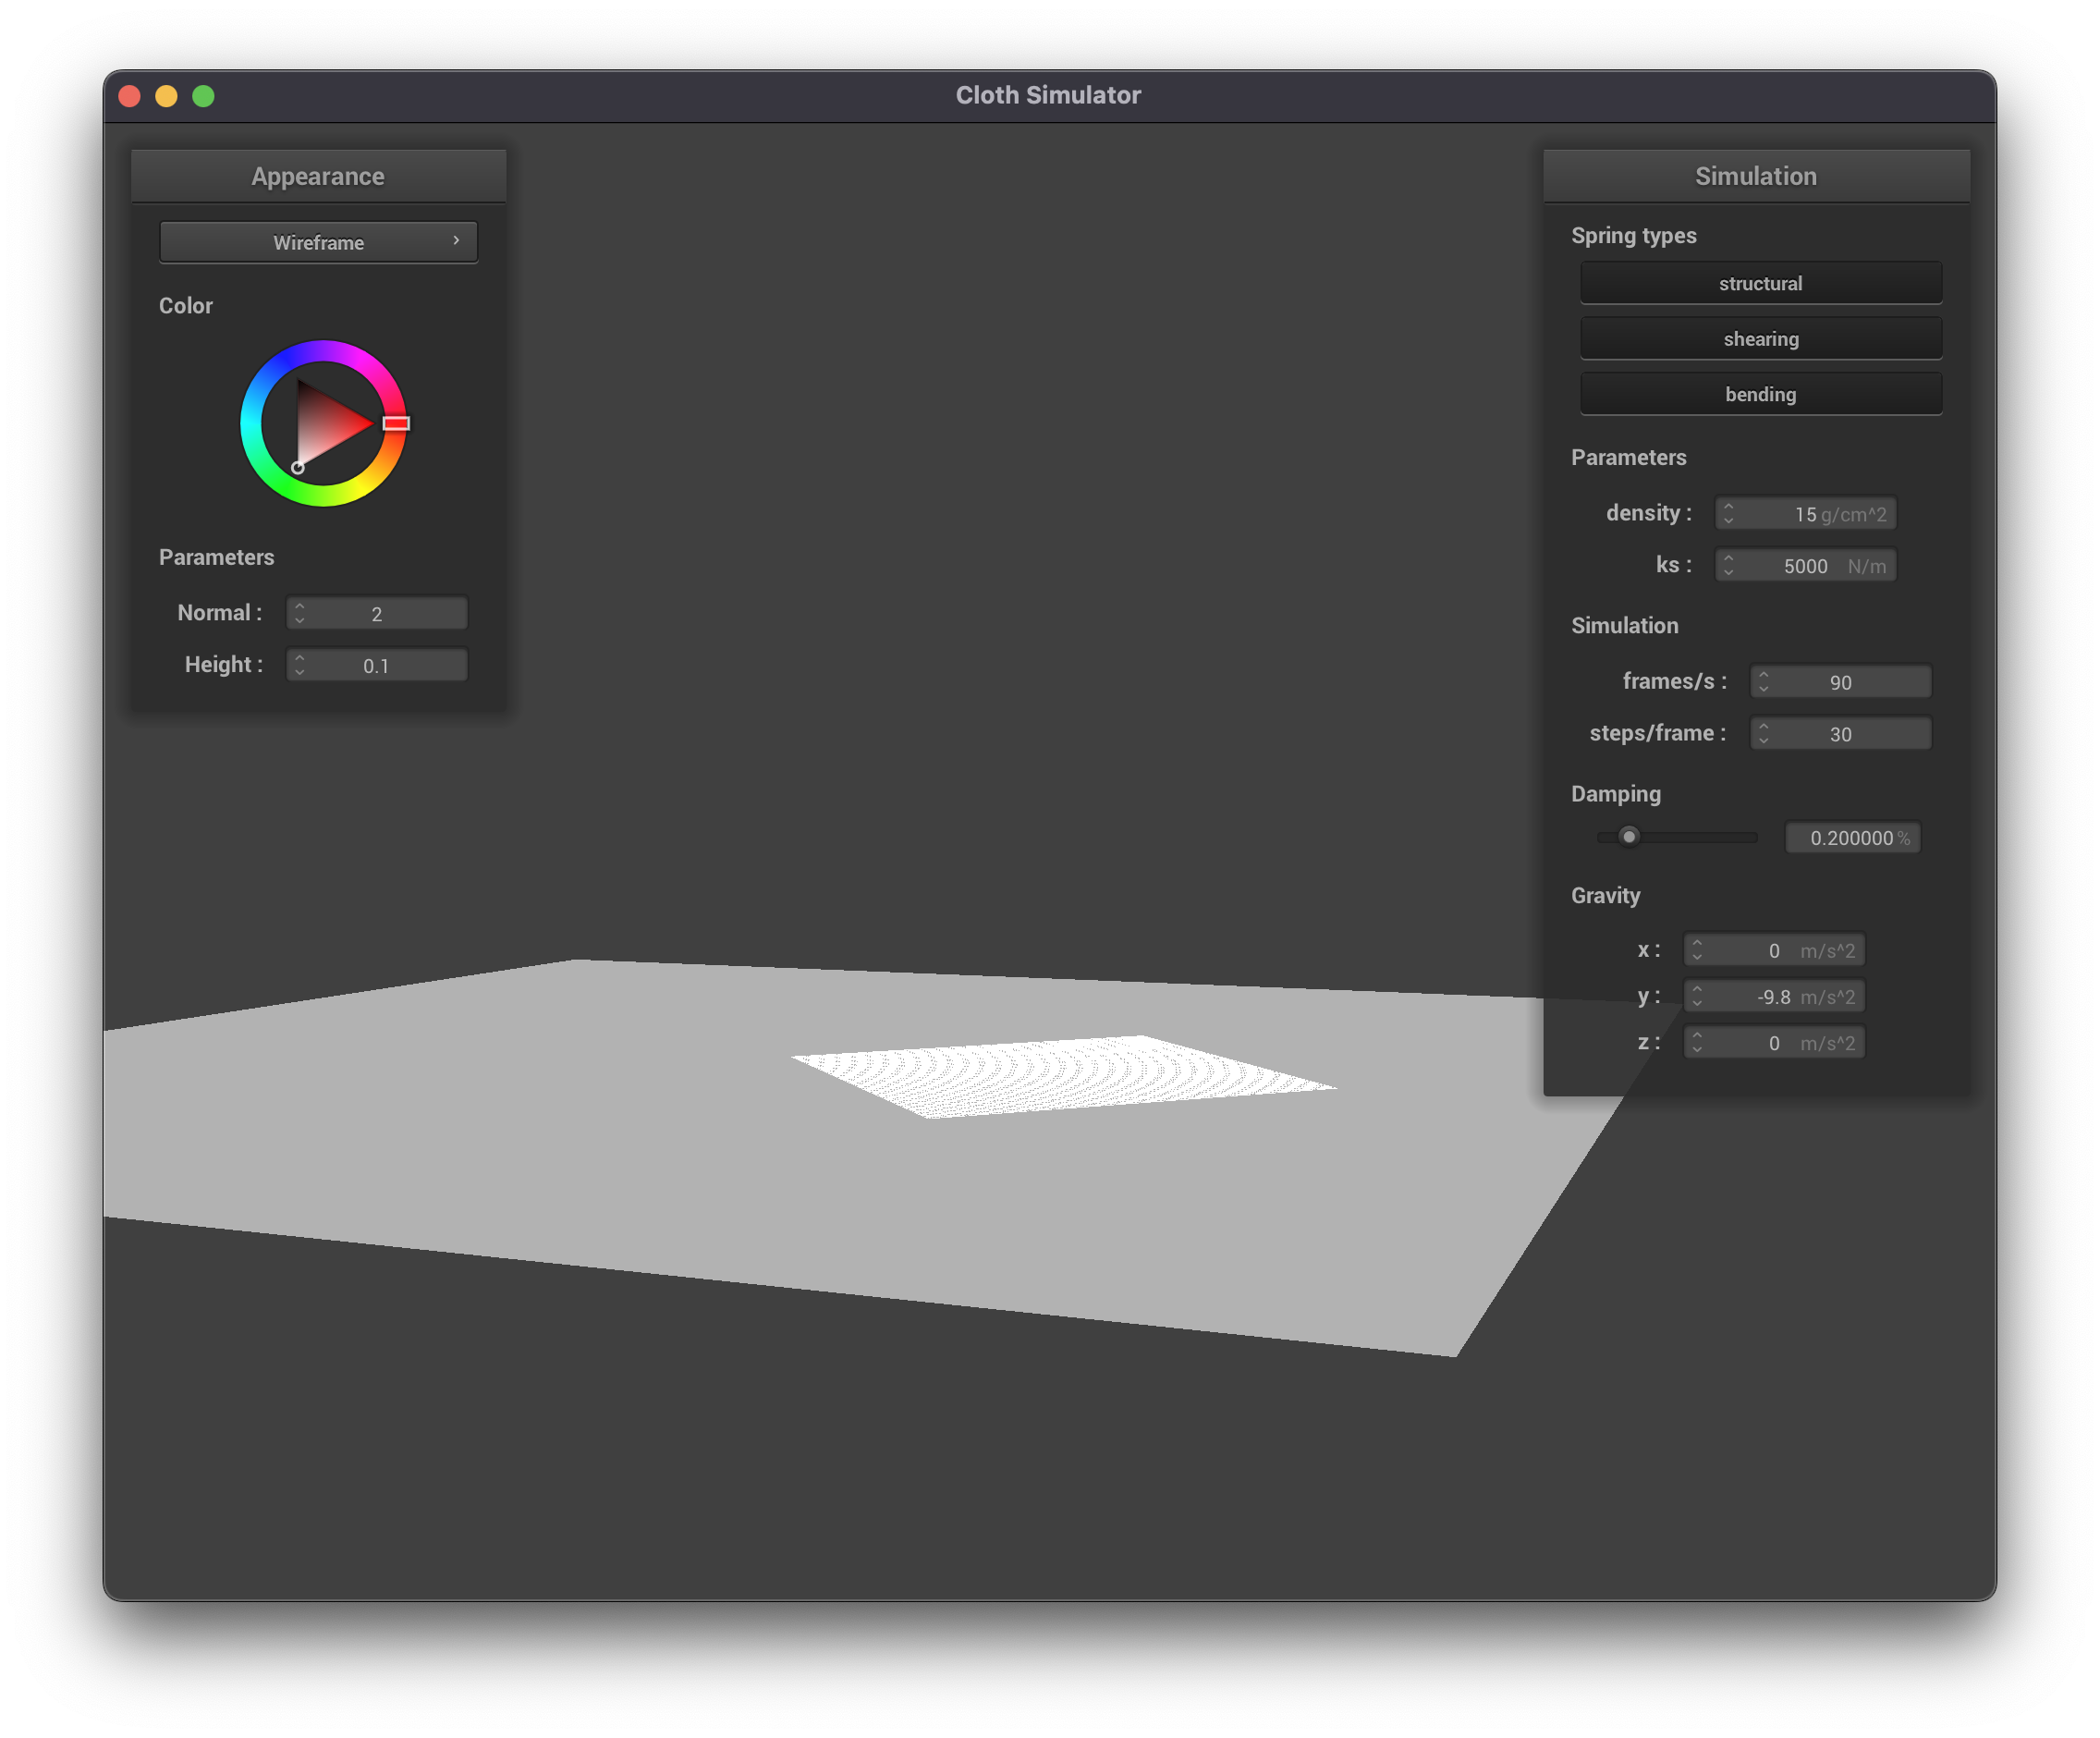 Cloth Simulator
Appearance
Wireframe
Color
Parameters
Normal : 2
Height : 0.1
Simulation
Spring types
structural
shearing
bending
Parameters
density : 15 g/cm^2
ks : 5000 N/m
Simulation
frames/s : 90
steps/frame : 30
Damping
0.200000 %
Gravity
x : 0 m/s^2
y : -9.8 m/s^2
z : 0 m/s^2